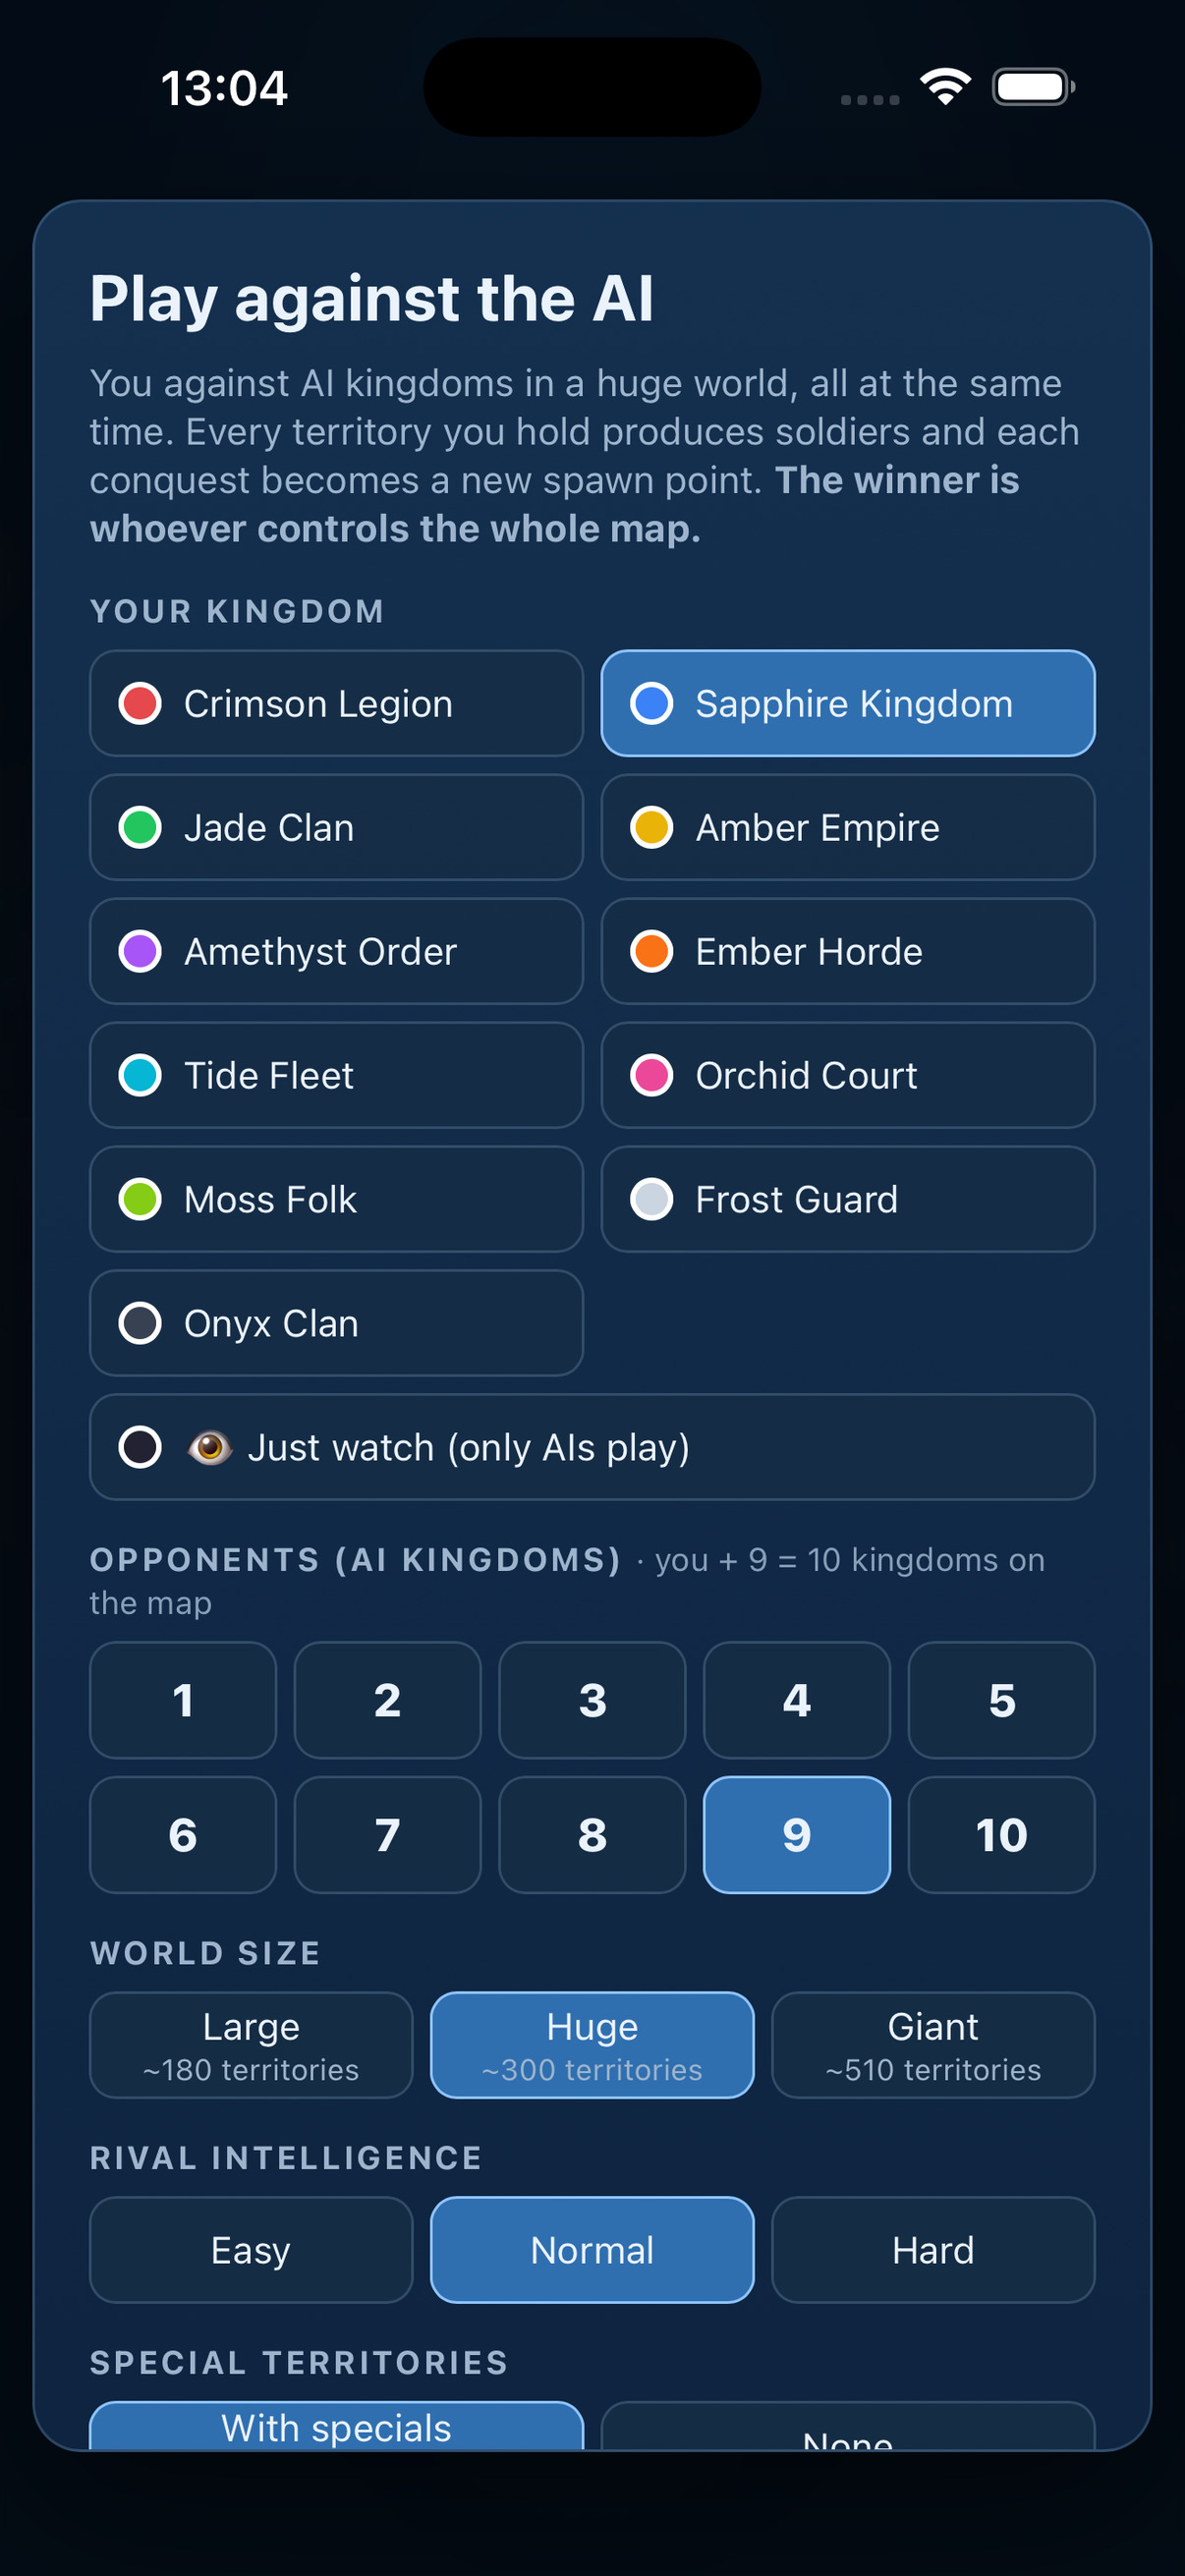 13:04
Play against the AI
You against AI kingdoms in a huge world, all at the same
time. Every territory you hold produces soldiers and each
conquest becomes a new spawn point. The winner is
whoever controls the whole map.
YOUR KINGDOM
Crimson Legion
Sapphire Kingdom
Jade Clan
Amber Empire
Amethyst Order
Ember Horde
Tide Fleet
Orchid Court
Moss Folk
Frost Guard
Onyx Clan
👁️ Just watch (only AIs play)
OPPONENTS (AI KINGDOMS) · you + 9 = 10 kingdoms on
the map
1 2 3 4 5
6 7 8 9 10
WORLD SIZE
Large
~180 territories
Huge
~300 territories
Giant
~510 territories
RIVAL INTELLIGENCE
Easy
Normal
Hard
SPECIAL TERRITORIES
With specials
None